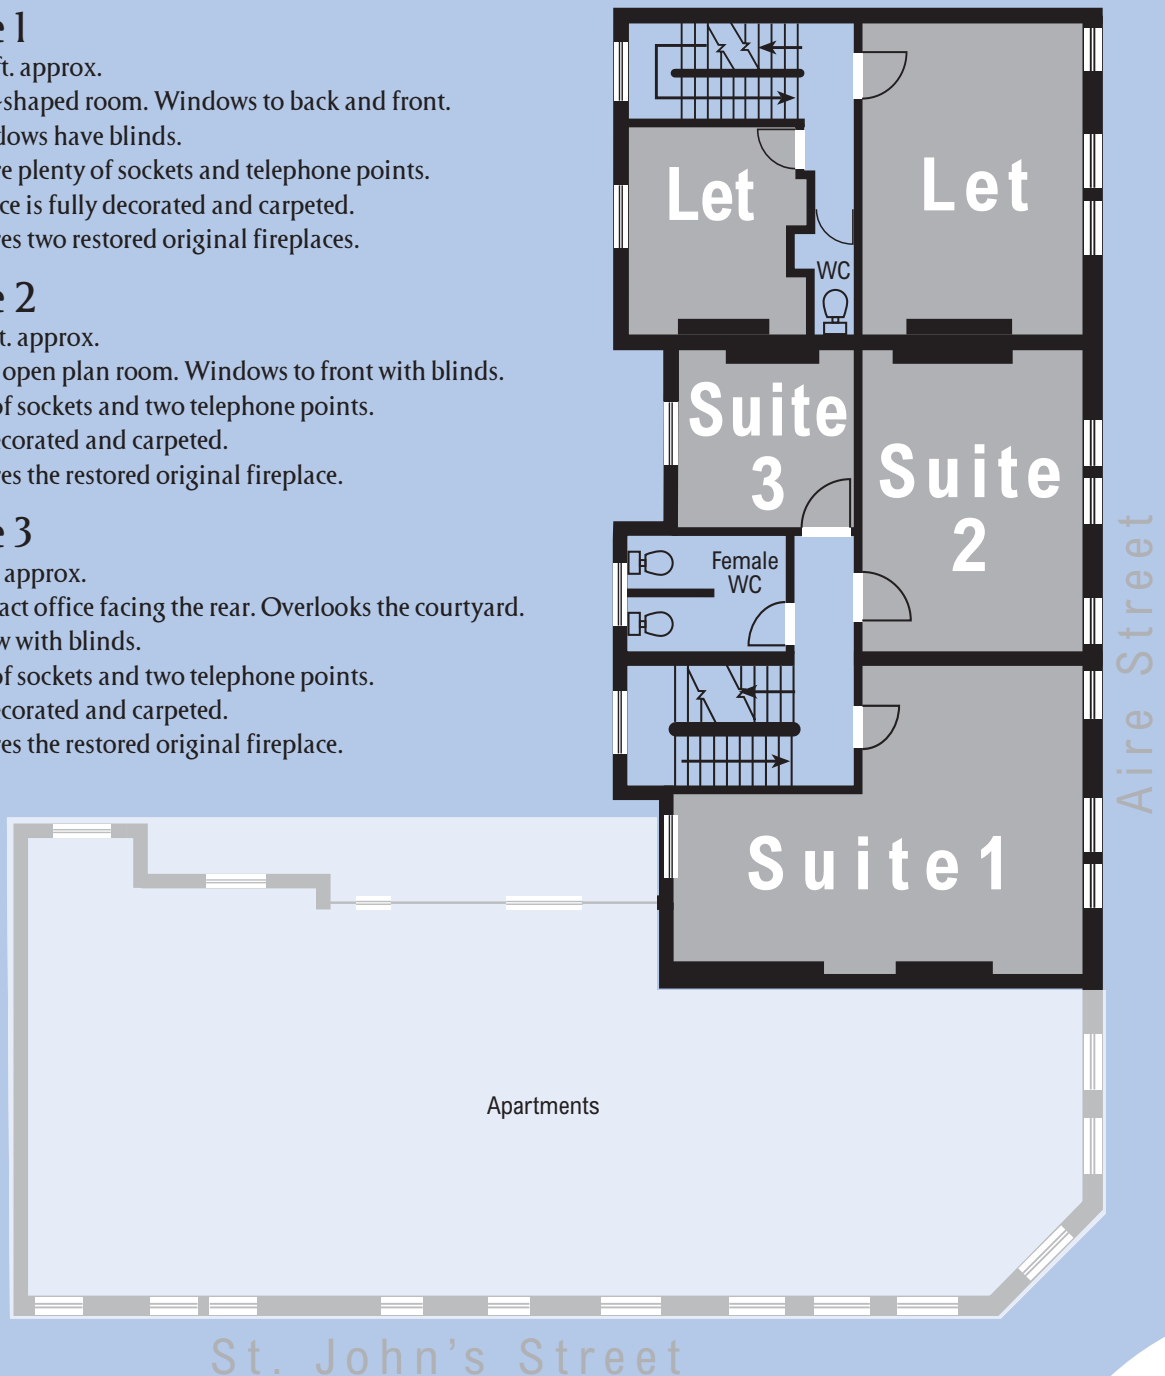 e 1
ft. approx.
-shaped room. Windows to back and front.
dows have blinds.
re plenty of sockets and telephone points.
ce is fully decorated and carpeted.
res two restored original fireplaces.
e 2
t. approx.
open plan room. Windows to front with blinds.
of sockets and two telephone points.
ecorated and carpeted.
res the restored original fireplace.
e 3
approx.
act office facing the rear. Overlooks the courtyard.
w with blinds.
of sockets and two telephone points.
ecorated and carpeted.
res the restored original fireplace.
Let
Let
WC
Suite
3
Suite
2
Female
WC
Suite 1
Aire Street
Apartments
St. John's Street